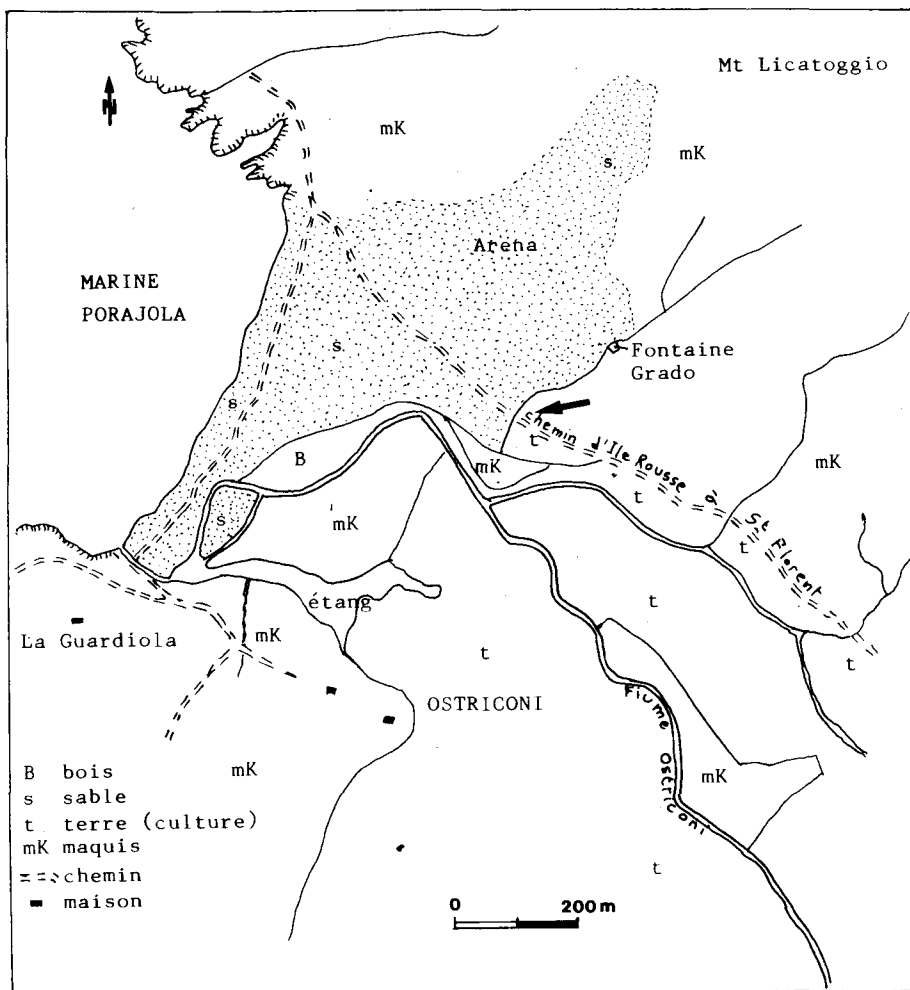 Mt Licatoggio
N
mK
s
mK
Arena
MARINE
PORAJOLA
s
Fontaine
Grado
s
chemin d'Ile Rousse à St Florent
t
B
mK
mK
t
s
mK
t
étang
t
La Guardiola
mK
t
t
OSTRICONI
Fiume Ostriconi
mK
mK
B bois
s sable
t terre (culture)
mK maquis
chemin
maison
t
0 200m